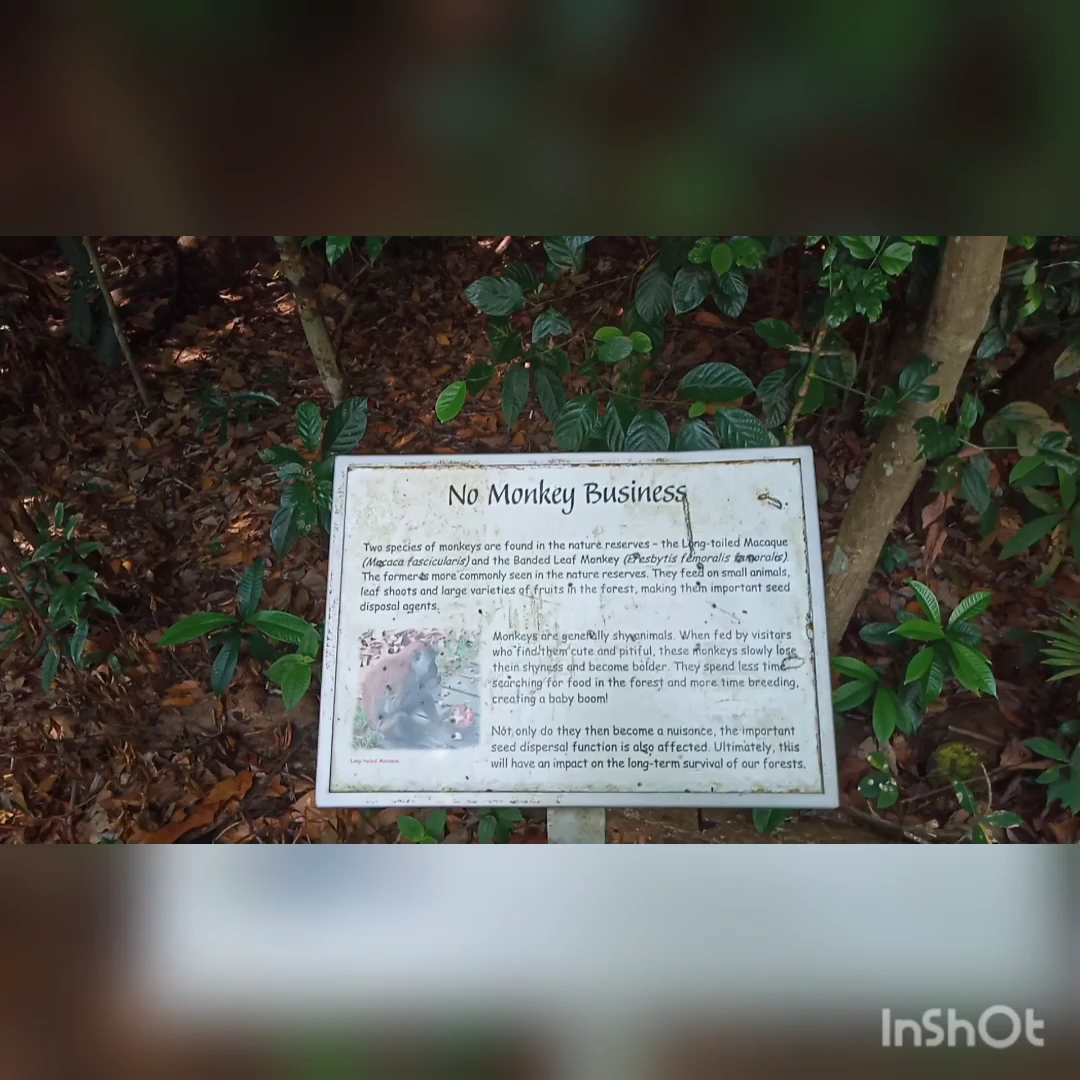 No Monkey Business
Two species of monkeys are found in the nature reserves - the Long-tailed Macaque
(Macaca fascicularis) and the Banded Leaf Monkey (Presbytis femoralis femoralis).
The former is more commonly seen in the nature reserves. They feed on small animals,
leaf shoots and large varieties of fruits in the forest, making them important seed
disposal agents.
Monkeys are generally shy animals. When fed by visitors
who find them cute and pitiful, these monkeys slowly lose
their shyness and become bolder. They spend less time
searching for food in the forest and more time breeding,
creating a baby boom!
Not only do they then become a nuisance, the important
seed dispersal function is also affected. Ultimately, this
will have an impact on the long-term survival of our forests.
Long-tailed Macaque
InShOt